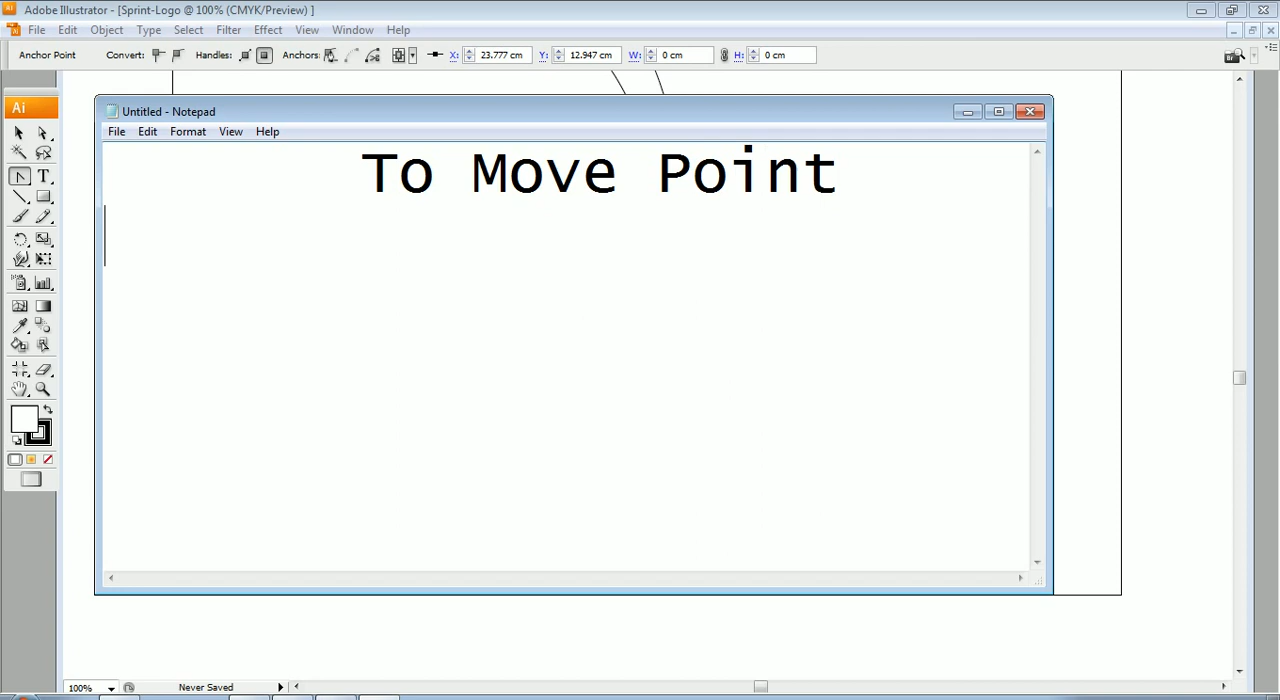 Adobe Illustrator - [Sprint-Logo @ 100% (CMYK/Preview) ]
File Edit Object Type Select Filter Effect View Window Help
Anchor Point Convert: Handles: Anchors: X: 23.777 cm Y: 12.947 cm W: 0 cm H: 0 cm
Untitled - Notepad
Ai
File Edit Format View Help
To Move Point
T
100% Never Saved